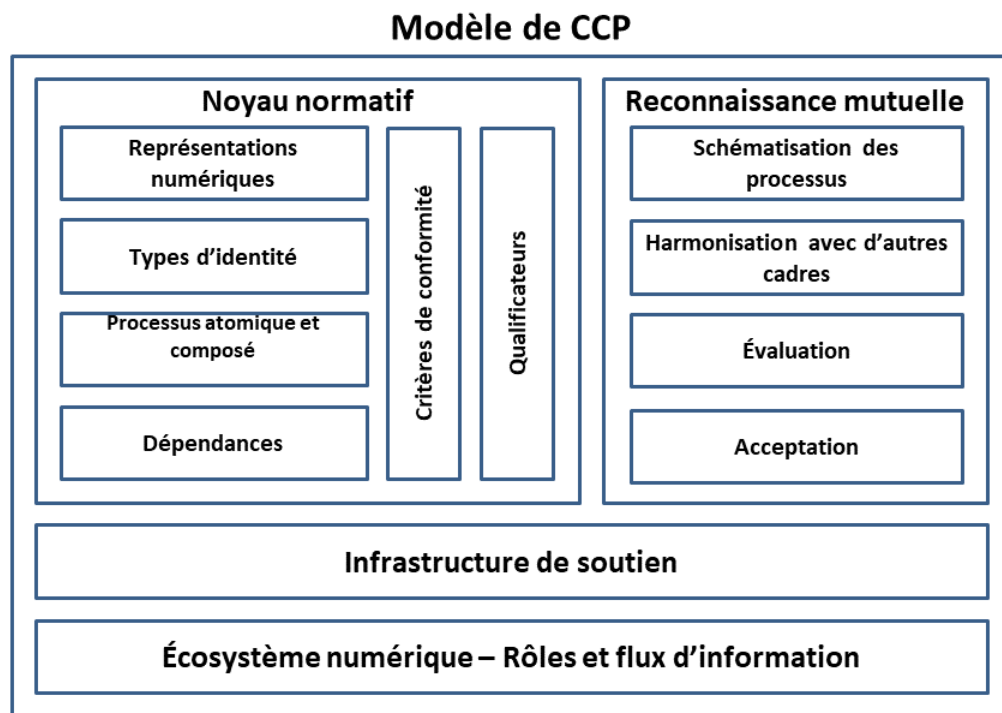 Modèle de CCP
Noyau normatif
Représentations
numériques
Types d’identité
Processus atomique et
composé
Dépendances
Critères de conformité
Qualificateurs
Reconnaissance mutuelle
Schématisation des
processus
Harmonisation avec d’autres
cadres
Évaluation
Acceptation
Infrastructure de soutien
Écosystème numérique – Rôles et flux d’information